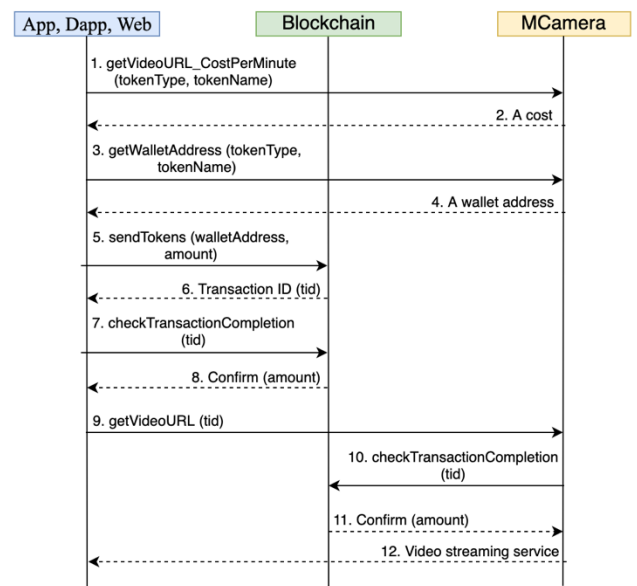 App, Dapp, Web
Blockchain
MCamera
1. getVideoURL_CostPerMinute
(tokenType, tokenName)
2. A cost
3. getWalletAddress (tokenType,
tokenName)
4. A wallet address
5. sendTokens (walletAddress,
amount)
6. Transaction ID (tid)
7. checkTransactionCompletion
(tid)
8. Confirm (amount)
9. getVideoURL (tid)
10. checkTransactionCompletion
(tid)
11. Confirm (amount)
12. Video streaming service